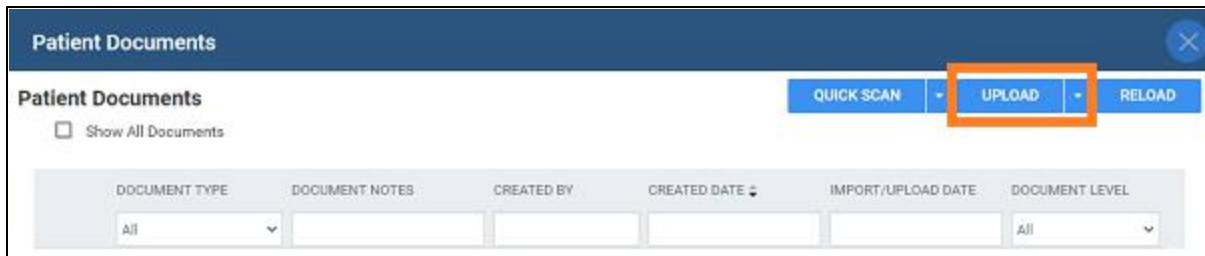 Patient Documents
Patient Documents
QUICK SCAN UPLOAD RELOAD
Show All Documents
DOCUMENT TYPE DOCUMENT NOTES CREATED BY CREATED DATE IMPORT/UPLOAD DATE DOCUMENT LEVEL
All All